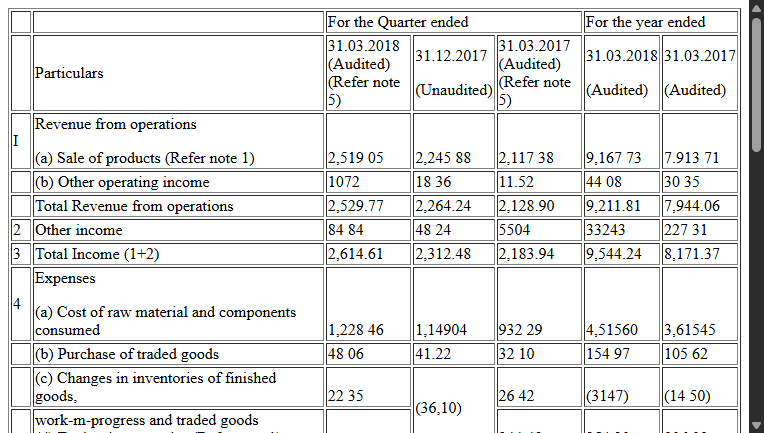 For the Quarter ended For the year ended
Particulars 31.03.2018 (Audited) (Refer note 5) 31.12.2017 (Unaudited) 31.03.2017 (Audited) (Refer note 5) 31.03.2018 (Audited) 31.03.2017 (Audited)
I Revenue from operations
(a) Sale of products (Refer note 1) 2,519 05 2,245 88 2,117 38 9,167 73 7.913 71
(b) Other operating income 1072 18 36 11.52 44 08 30 35
Total Revenue from operations 2,529.77 2,264.24 2,128.90 9,211.81 7,944.06
2 Other income 84 84 48 24 5504 33243 227 31
3 Total Income (1+2) 2,614.61 2,312.48 2,183.94 9,544.24 8,171.37
4 Expenses
(a) Cost of raw material and components
consumed 1,228 46 1,14904 932 29 4,51560 3,61545
(b) Purchase of traded goods 48 06 41.22 32 10 154 97 105 62
(c) Changes in inventories of finished
goods, 22 35 (36,10) 26 42 (3147) (14 50)
work-m-progress and traded goods